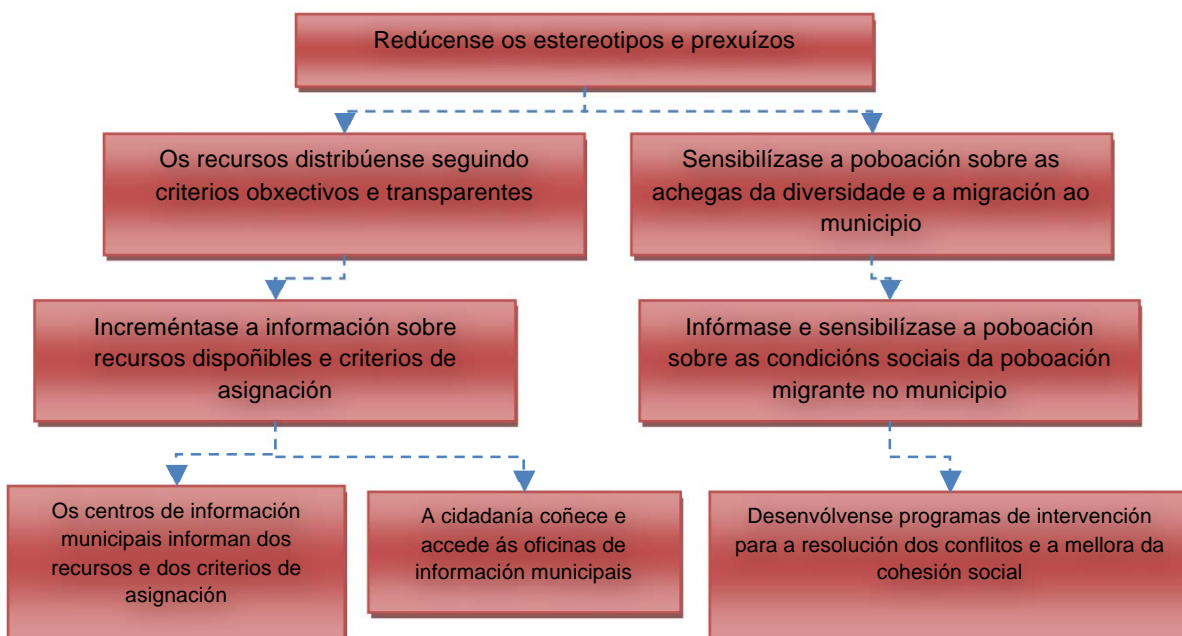 Redúcense os estereotipos e prexuízos
Os recursos distribúense seguindo
criterios obxectivos e transparentes
Sensibilízase a poboación sobre as
achegas da diversidade e a migración ao
municipio
Increméntase a información sobre
recursos dispoñibles e criterios de
asignación
Infórmase e sensibilízase a poboación
sobre as condicións sociais da poboación
migrante no municipio
Os centros de información
municipais informan dos
recursos e dos criterios de
asignación
A cidadanía coñece e
accede ás oficinas de
información municipais
Desenvólvense programas de intervención
para a resolución dos conflitos e a mellora da
cohesión social